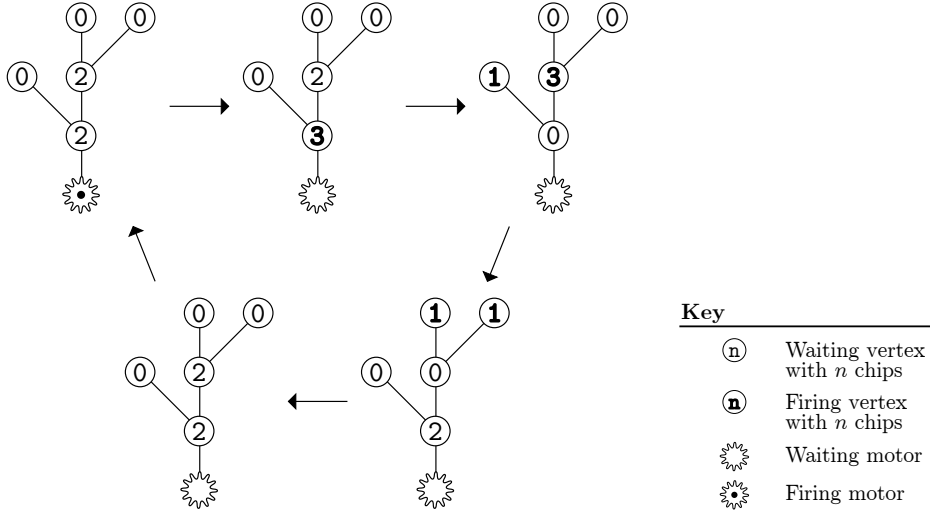 0 0
0 2
2
0 0
0 2
3
0 0
1 3
0
0 0
0 2
2
1 1
0 0
2
Key
n Waiting vertex
with n chips
n Firing vertex
with n chips
Waiting motor
Firing motor